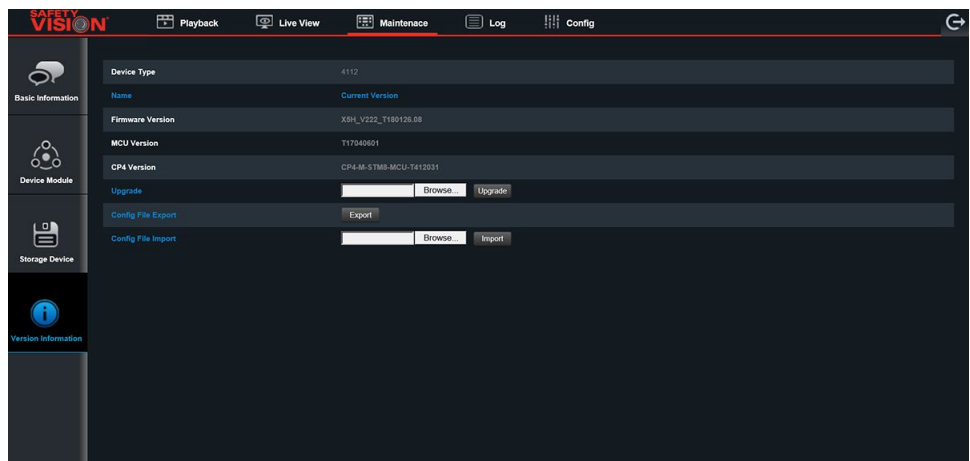 SAFETY
VISION
Playback Live View Maintenace Log Config
Basic Information
Device Module
Storage Device
Version Information
Device Type 4112
Name Current Version
Firmware Version X8H_V222_T180126.08
MCU Version T17040601
CP4 Version CP4-M-STM8-MCU-T412031
Upgrade Browse... Upgrade
Config File Export Export
Config File Import Browse... Import